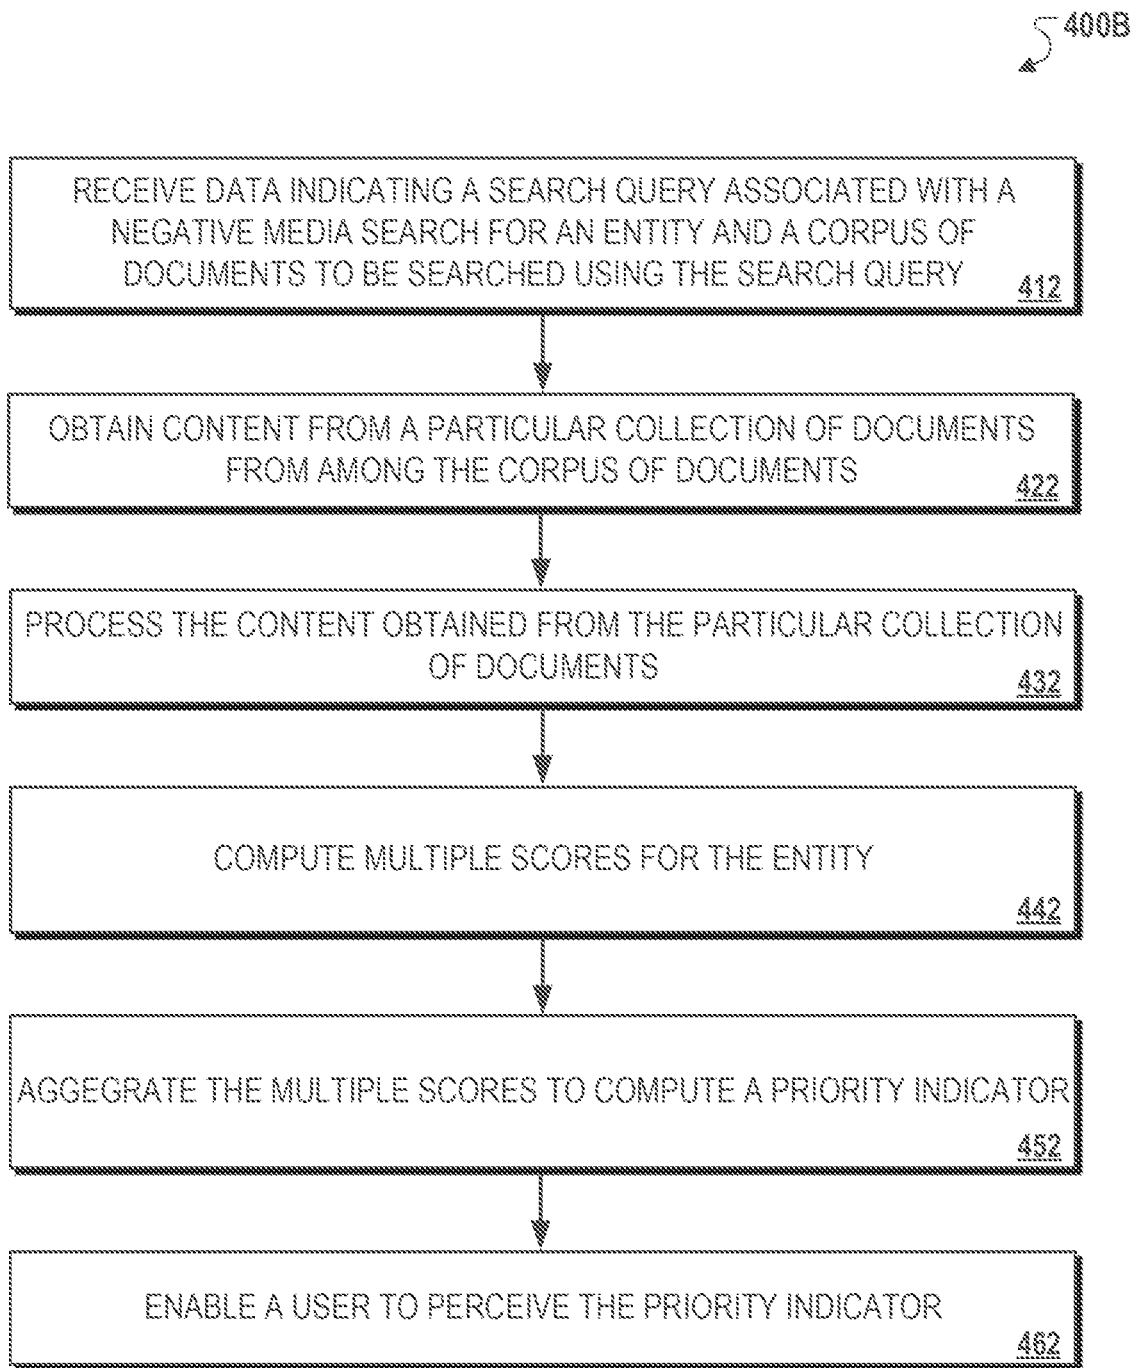 400B
RECEIVE DATA INDICATING A SEARCH QUERY ASSOCIATED WITH A
NEGATIVE MEDIA SEARCH FOR AN ENTITY AND A CORPUS OF
DOCUMENTS TO BE SEARCHED USING THE SEARCH QUERY
412
OBTAIN CONTENT FROM A PARTICULAR COLLECTION OF DOCUMENTS
FROM AMONG THE CORPUS OF DOCUMENTS
422
PROCESS THE CONTENT OBTAINED FROM THE PARTICULAR COLLECTION
OF DOCUMENTS
432
COMPUTE MULTIPLE SCORES FOR THE ENTITY
442
AGGEGRATE THE MULTIPLE SCORES TO COMPUTE A PRIORITY INDICATOR
452
ENABLE A USER TO PERCEIVE THE PRIORITY INDICATOR
462